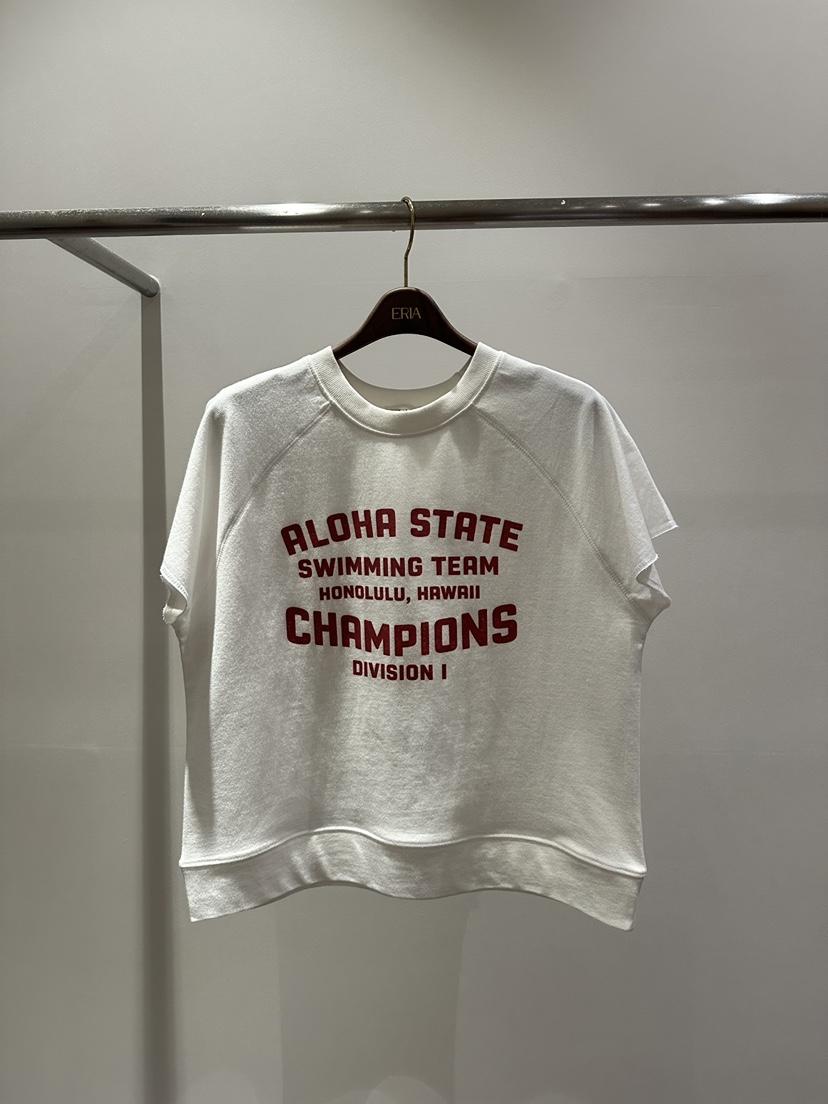 ERIA
ALOHA STATE
SWIMMING TEAM
HONOLULU, HAWAII
CHAMPIONS
DIVISION I